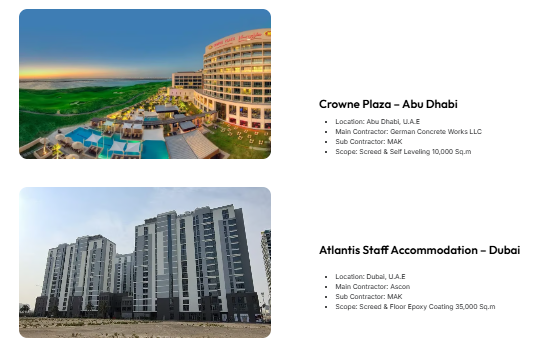 Crowne Plaza – Abu Dhabi
• Location: Abu Dhabi, U.A.E
• Main Contractor: German Concrete Works LLC
• Sub Contractor: MAK
• Scope: Screed & Self Leveling 10,000 Sq.m
Atlantis Staff Accommodation – Dubai
• Location: Dubai, U.A.E
• Main Contractor: Ascon
• Sub Contractor: MAK
• Scope: Screed & Floor Epoxy Coating 35,000 Sq.m